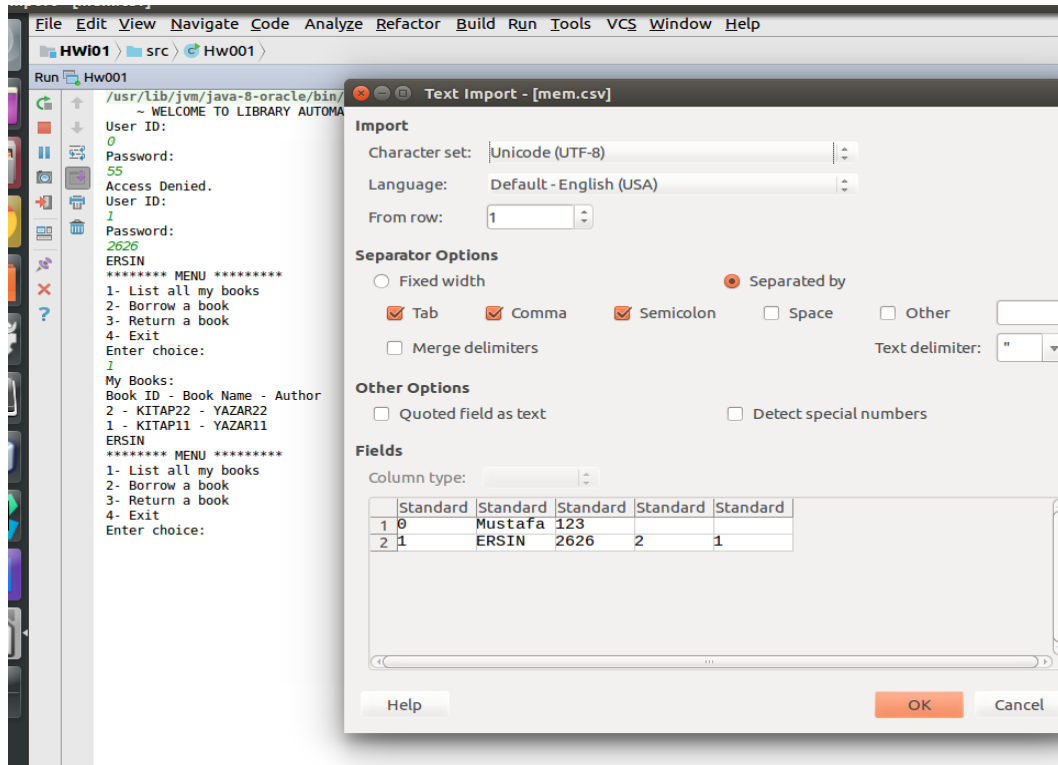 File Edit View Navigate Code Analyze Refactor Build Run Tools VCS Window Help
HWi01 src Hw001
Run Hw001
/usr/lib/jvm/java-8-oracle/bin/
~ WELCOME TO LIBRARY AUTOMA
User ID:
0
Password:
55
Access Denied.
User ID:
1
Password:
2626
ERSIN
******** MENU *********
1- List all my books
2- Borrow a book
3- Return a book
4- Exit
Enter choice:
1
My Books:
Book ID - Book Name - Author
2 - KITAP22 - YAZAR22
1 - KITAP11 - YAZAR11
ERSIN
******** MENU *********
1- List all my books
2- Borrow a book
3- Return a book
4- Exit
Enter choice:
Text Import - [mem.csv]
Import
Character set: Unicode (UTF-8)
Language: Default - English (USA)
From row: 1
Separator Options
Fixed width Separated by
Tab Comma Semicolon Space Other
Merge delimiters Text delimiter: "
Other Options
Quoted field as text Detect special numbers
Fields
Column type:
Standard Standard Standard Standard Standard
1 0 Mustafa 123
2 1 ERSIN 2626 2 1
Help OK Cancel